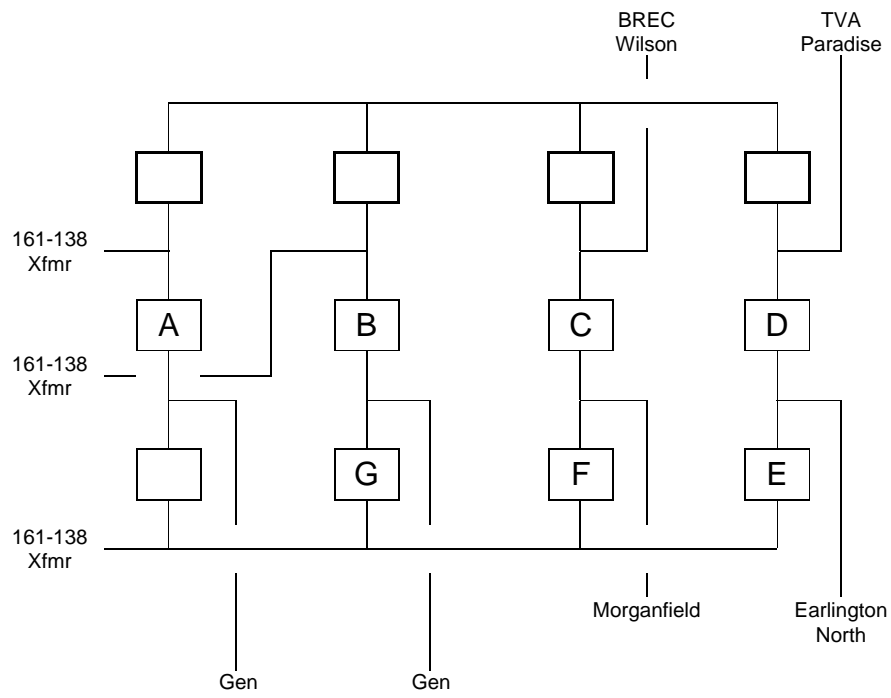 BREC
Wilson
TVA
Paradise
161-138
Xfmr
A
B
C
D
161-138
Xfmr
G
F
E
161-138
Xfmr
Morganfield
Earlington
North
Gen
Gen